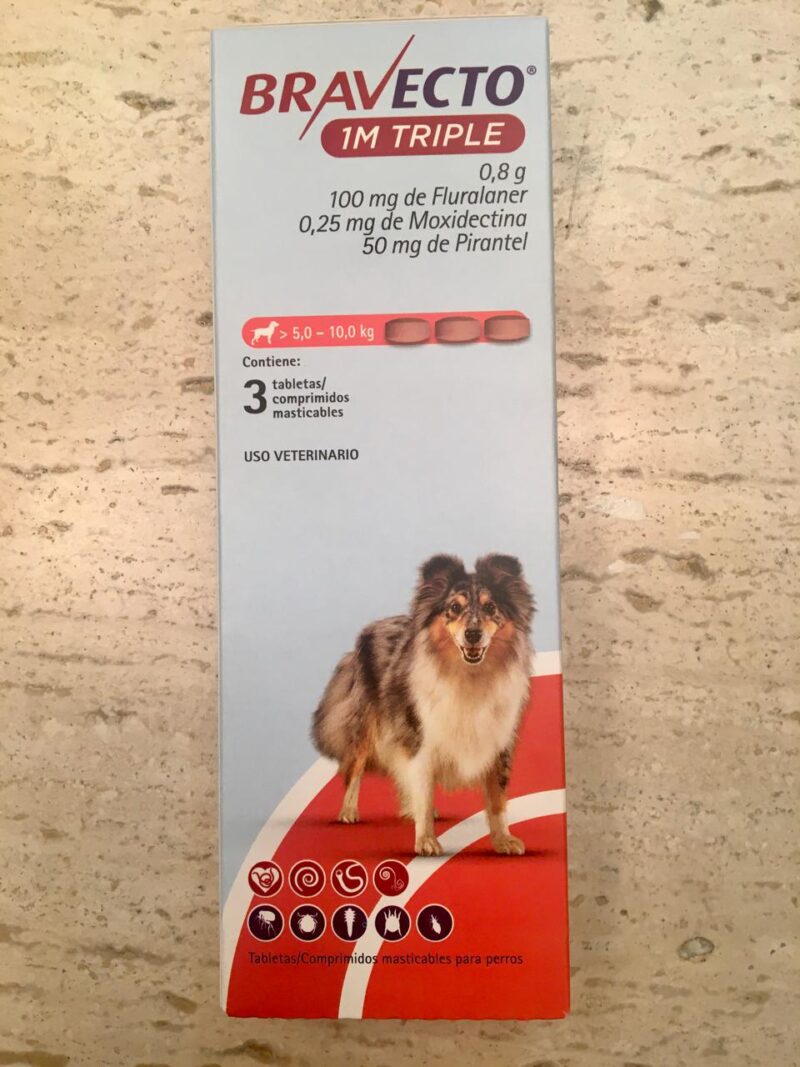 BRAVECTO®
1M TRIPLE
0,8 g
100 mg de Fluralaner
0,25 mg de Moxidectina
50 mg de Pirantel
> 5,0 – 10,0 kg
Contiene:
3 tabletas/
comprimidos
masticables
USO VETERINARIO
Tabletas/Comprimidos masticables para perros